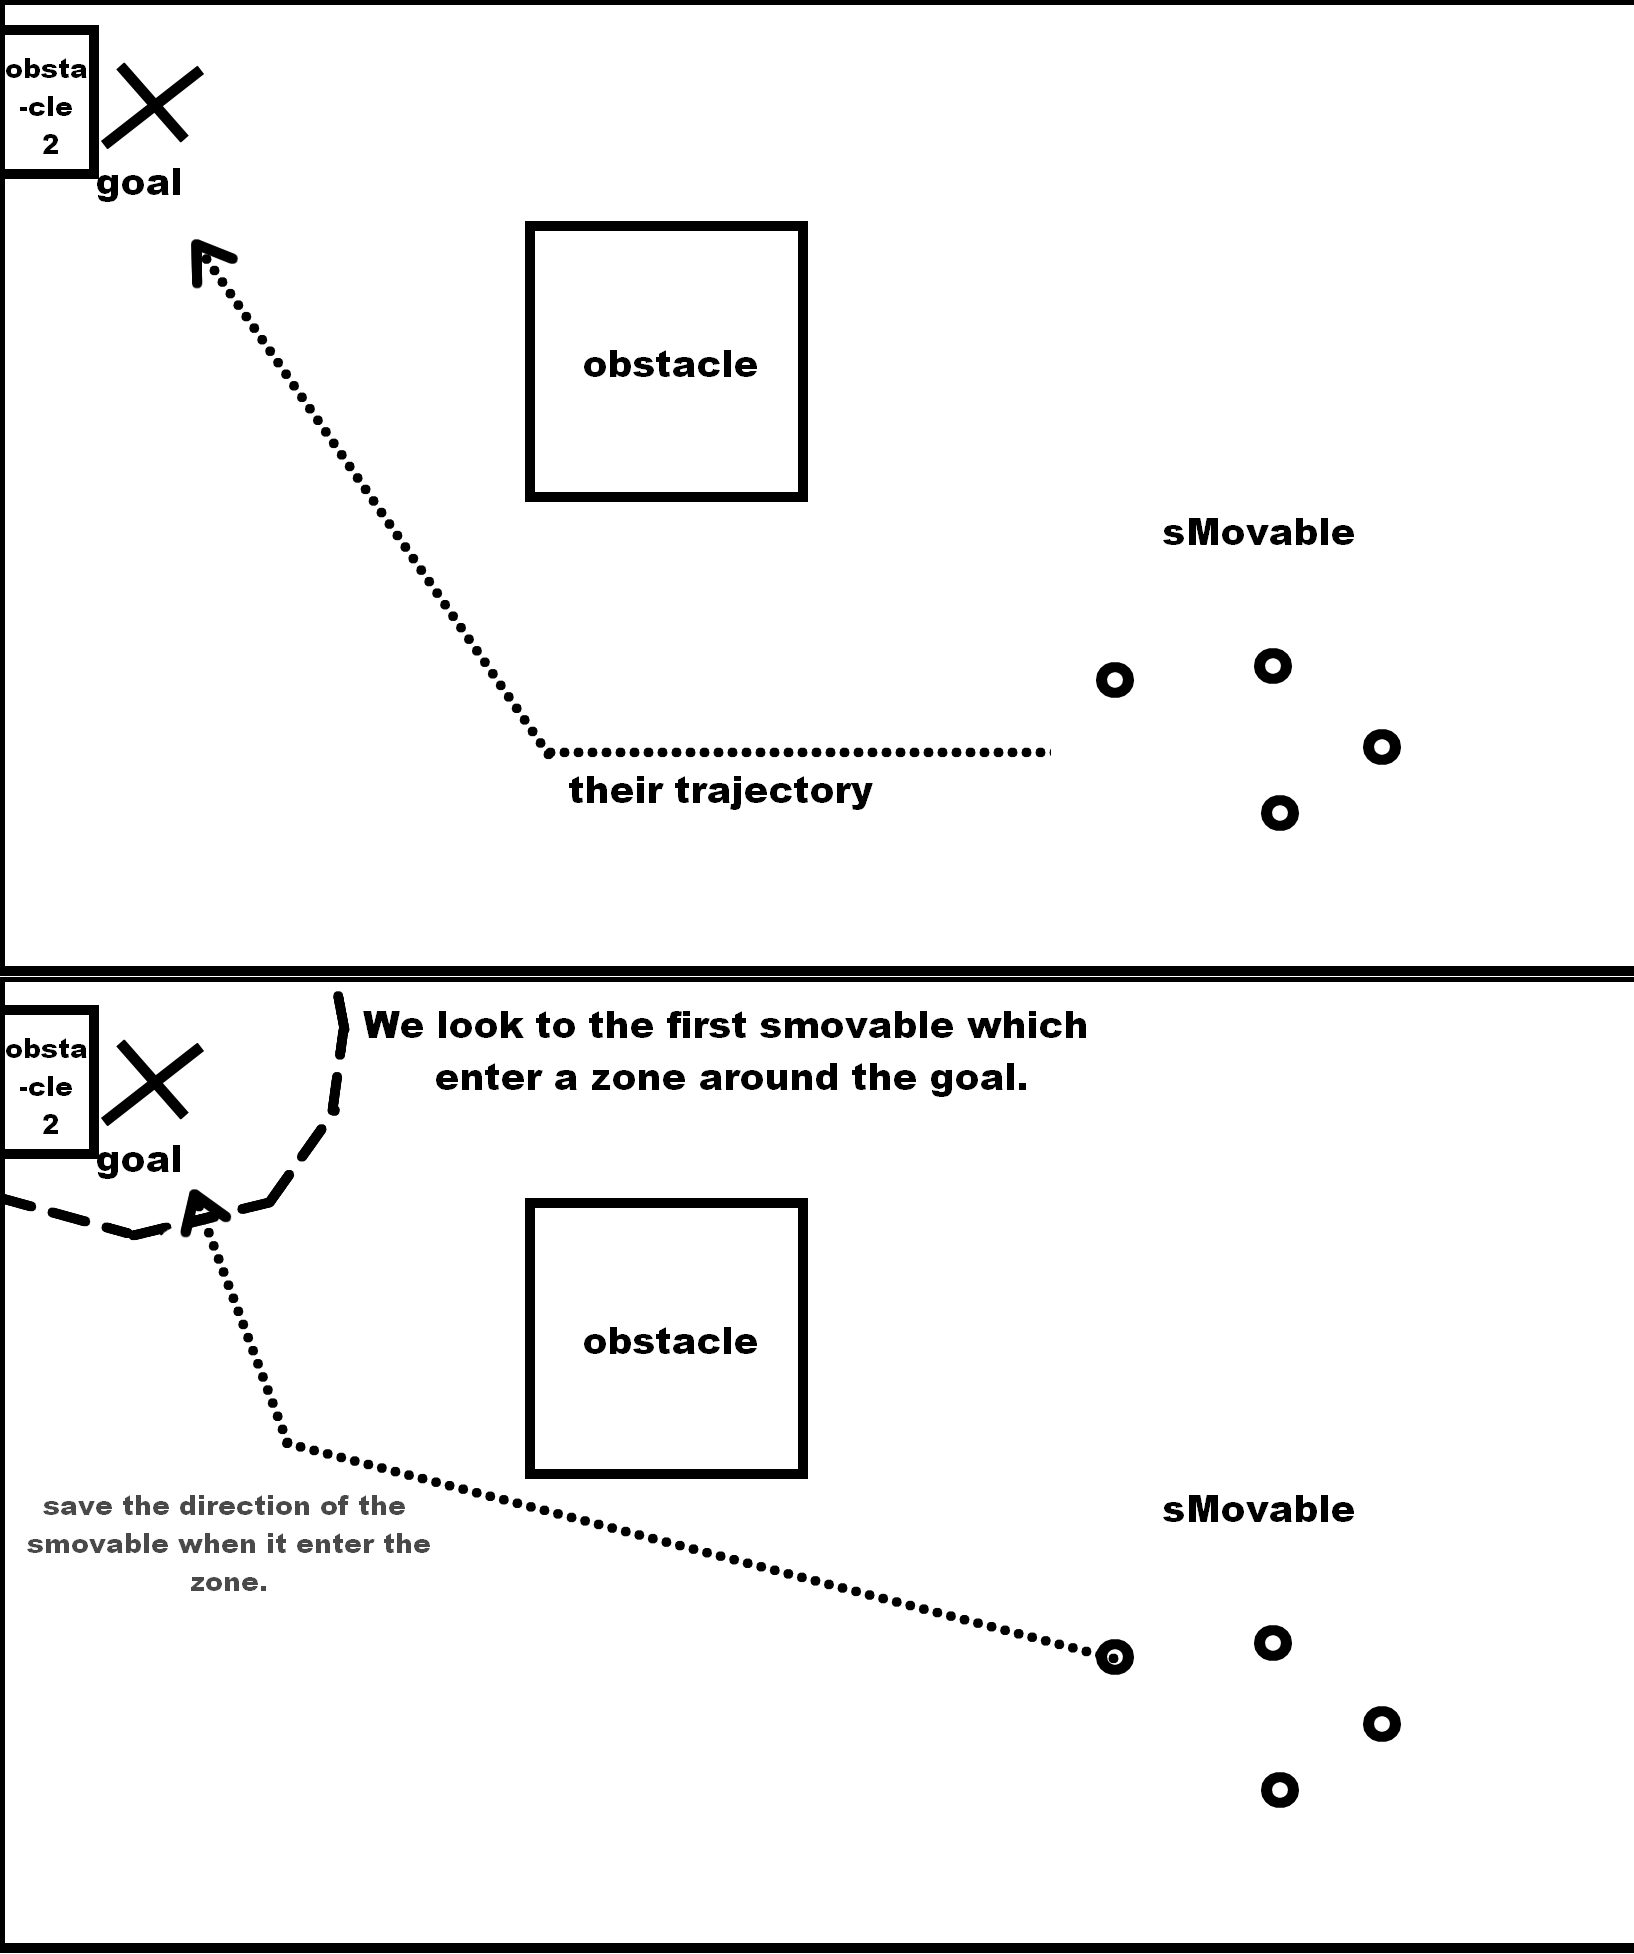 obsta
-cle
2
goal
obstacle
sMovable
their trajectory
We look to the first smovable which
enter a zone around the goal.
obsta
-cle
2
goal
obstacle
save the direction of the
smovable when it enter the
zone.
sMovable